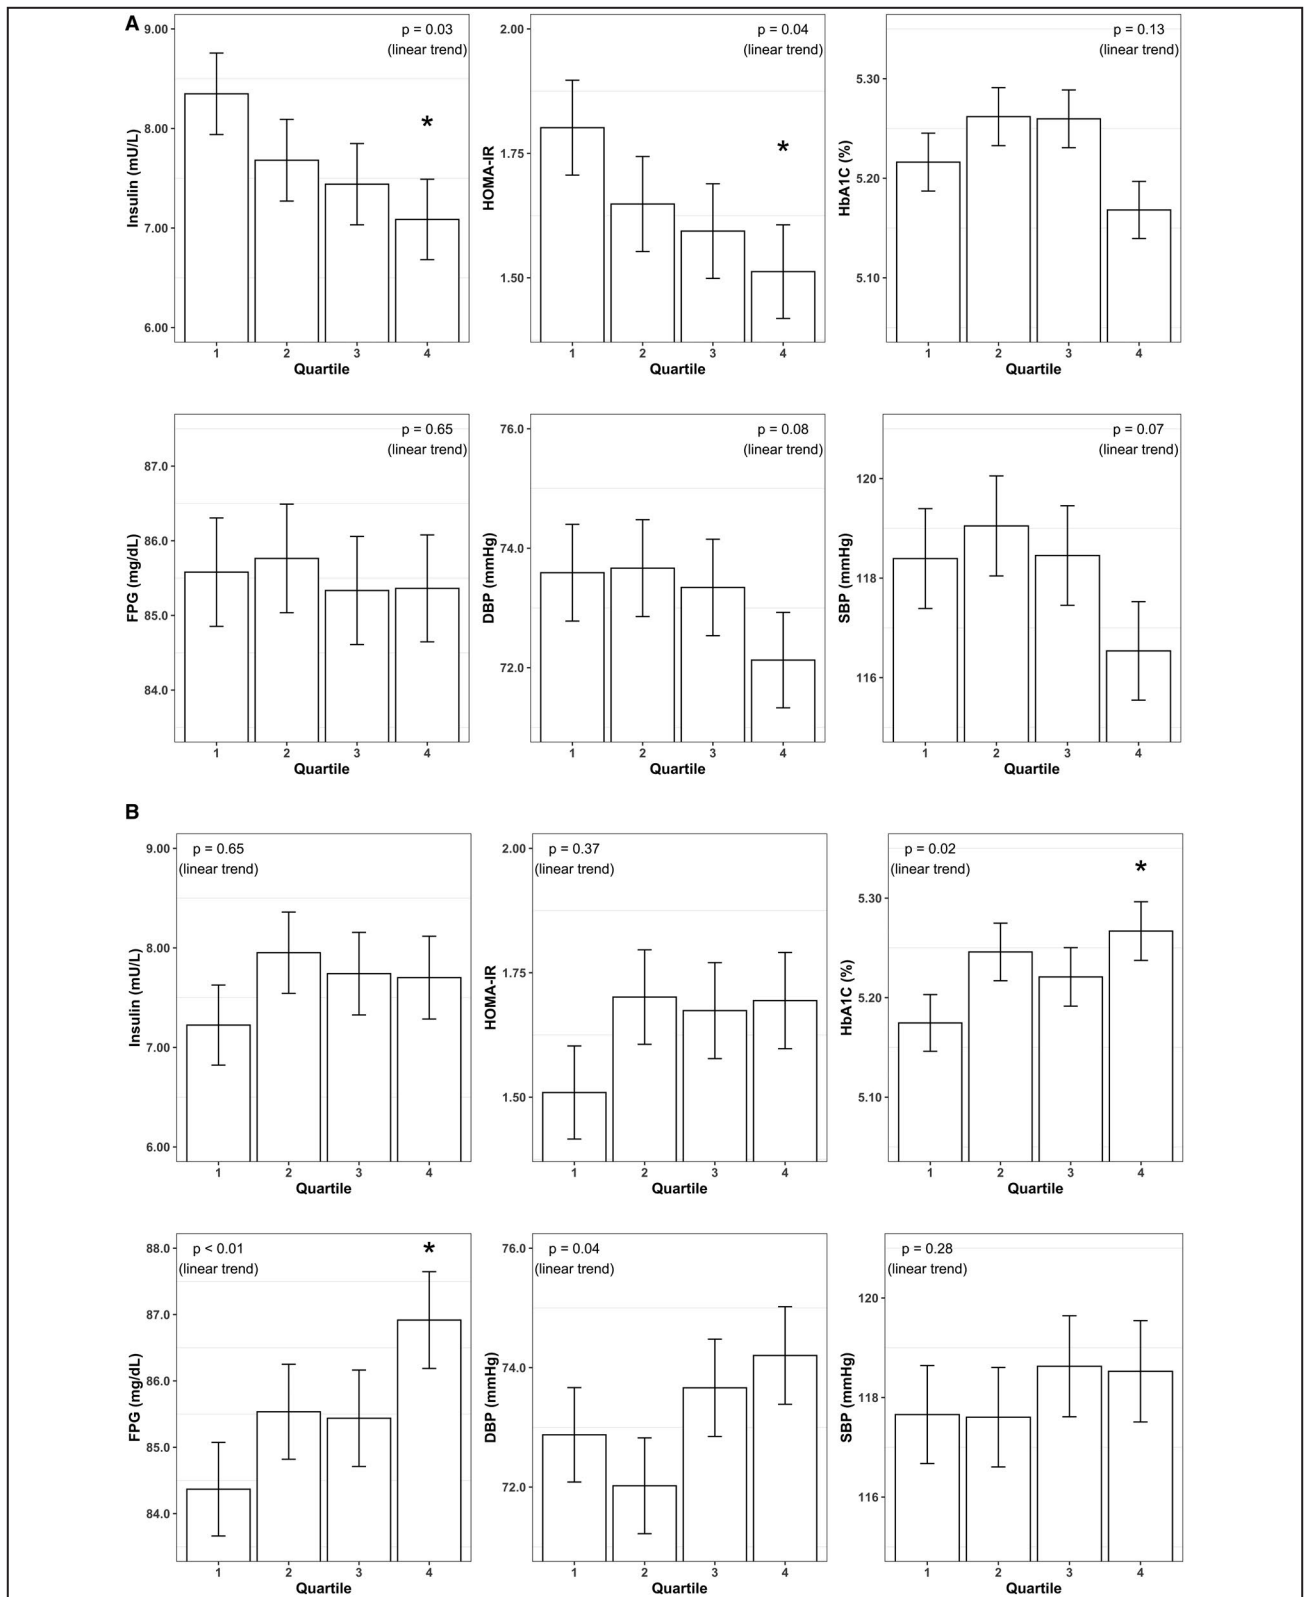 A
p = 0.03
(linear trend)
9.00
8.00
7.00
6.00
Insulin (mU/L)
*
1 2 3 4
Quartile
p = 0.04
(linear trend)
2.00
1.75
1.50
HOMA-IR
*
1 2 3 4
Quartile
p = 0.13
(linear trend)
5.30
5.20
5.10
HbA1C (%)
1 2 3 4
Quartile
p = 0.65
(linear trend)
87.0
86.0
85.0
84.0
FPG (mg/dL)
1 2 3 4
Quartile
p = 0.08
(linear trend)
76.0
74.0
72.0
DBP (mmHg)
1 2 3 4
Quartile
p = 0.07
(linear trend)
120
118
116
SBP (mmHg)
1 2 3 4
Quartile
B
p = 0.65
(linear trend)
9.00
8.00
7.00
6.00
Insulin (mU/L)
1 2 3 4
Quartile
p = 0.37
(linear trend)
2.00
1.75
1.50
HOMA-IR
1 2 3 4
Quartile
p = 0.02
(linear trend)
*
5.30
5.20
5.10
HbA1C (%)
1 2 3 4
Quartile
p < 0.01
(linear trend)
*
88.0
87.0
86.0
85.0
84.0
FPG (mg/dL)
1 2 3 4
Quartile
p = 0.04
(linear trend)
76.0
74.0
72.0
DBP (mmHg)
1 2 3 4
Quartile
p = 0.28
(linear trend)
120
118
116
SBP (mmHg)
1 2 3 4
Quartile